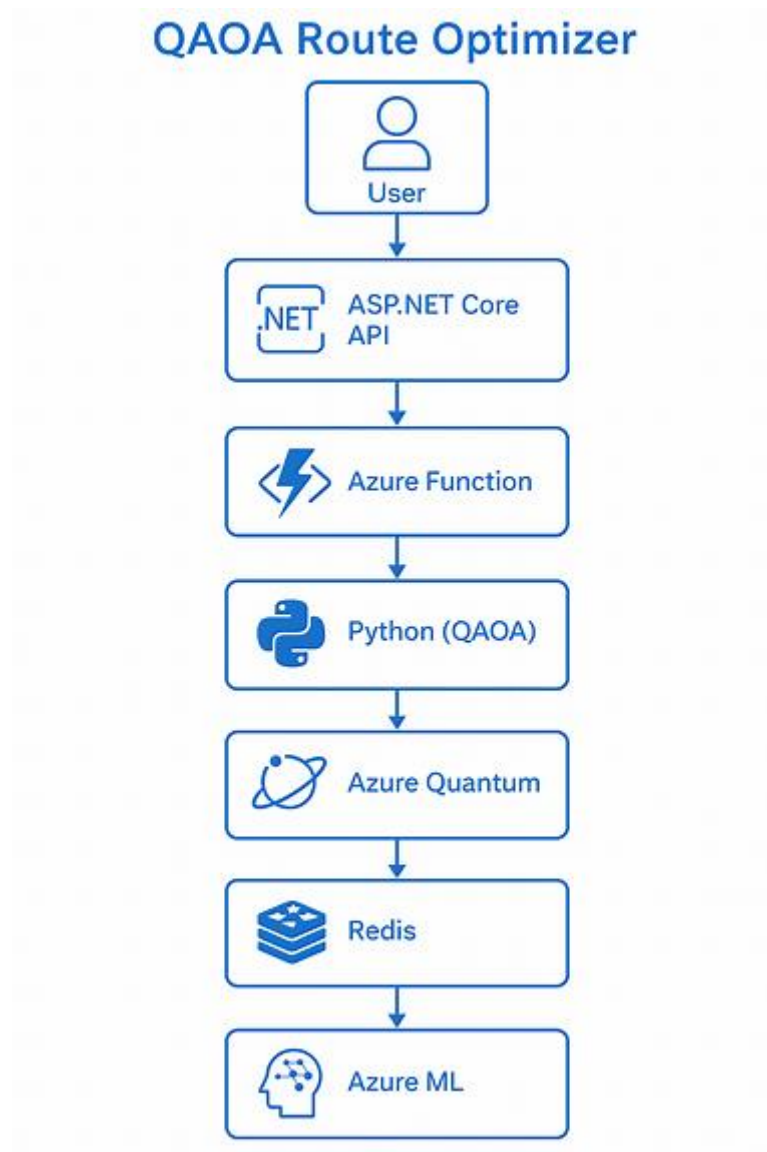 QAOA Route Optimizer
User
.NET
ASP.NET Core
API
Azure Function
Python (QAOA)
Azure Quantum
Redis
Azure ML